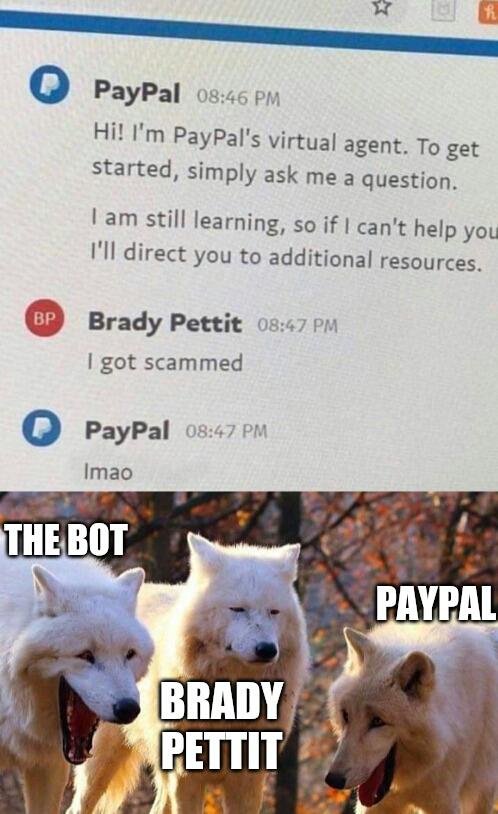 PayPal 08:46 PM
Hi! I'm PayPal's virtual agent. To get
started, simply ask me a question.
I am still learning, so if I can't help you
I'll direct you to additional resources.
BP Brady Pettit 08:47 PM
I got scammed
PayPal 08:47 PM
lmao
THE BOT
PAYPAL
BRADY
PETTIT